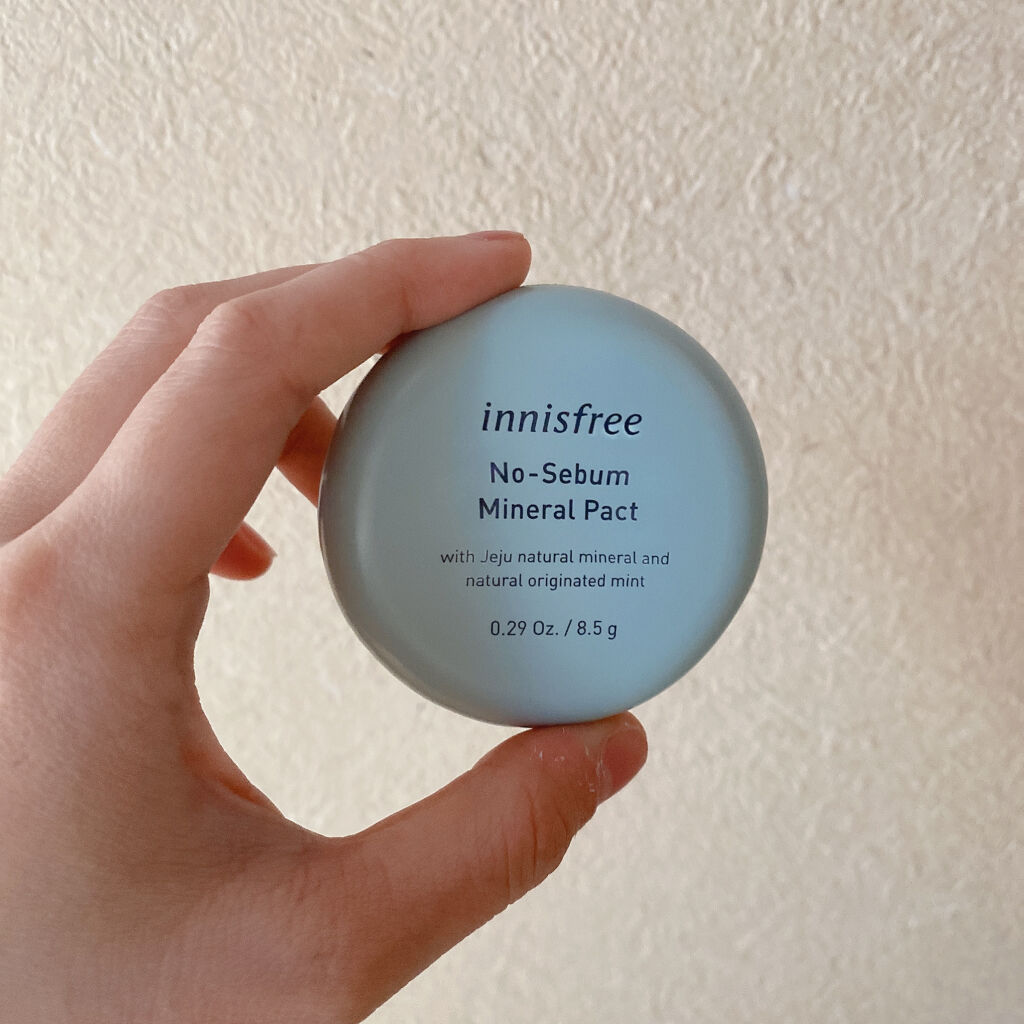 innisfree
No-Sebum
Mineral Pact
with Jeju natural mineral and
natural originated mint
0.29 Oz. / 8.5 g